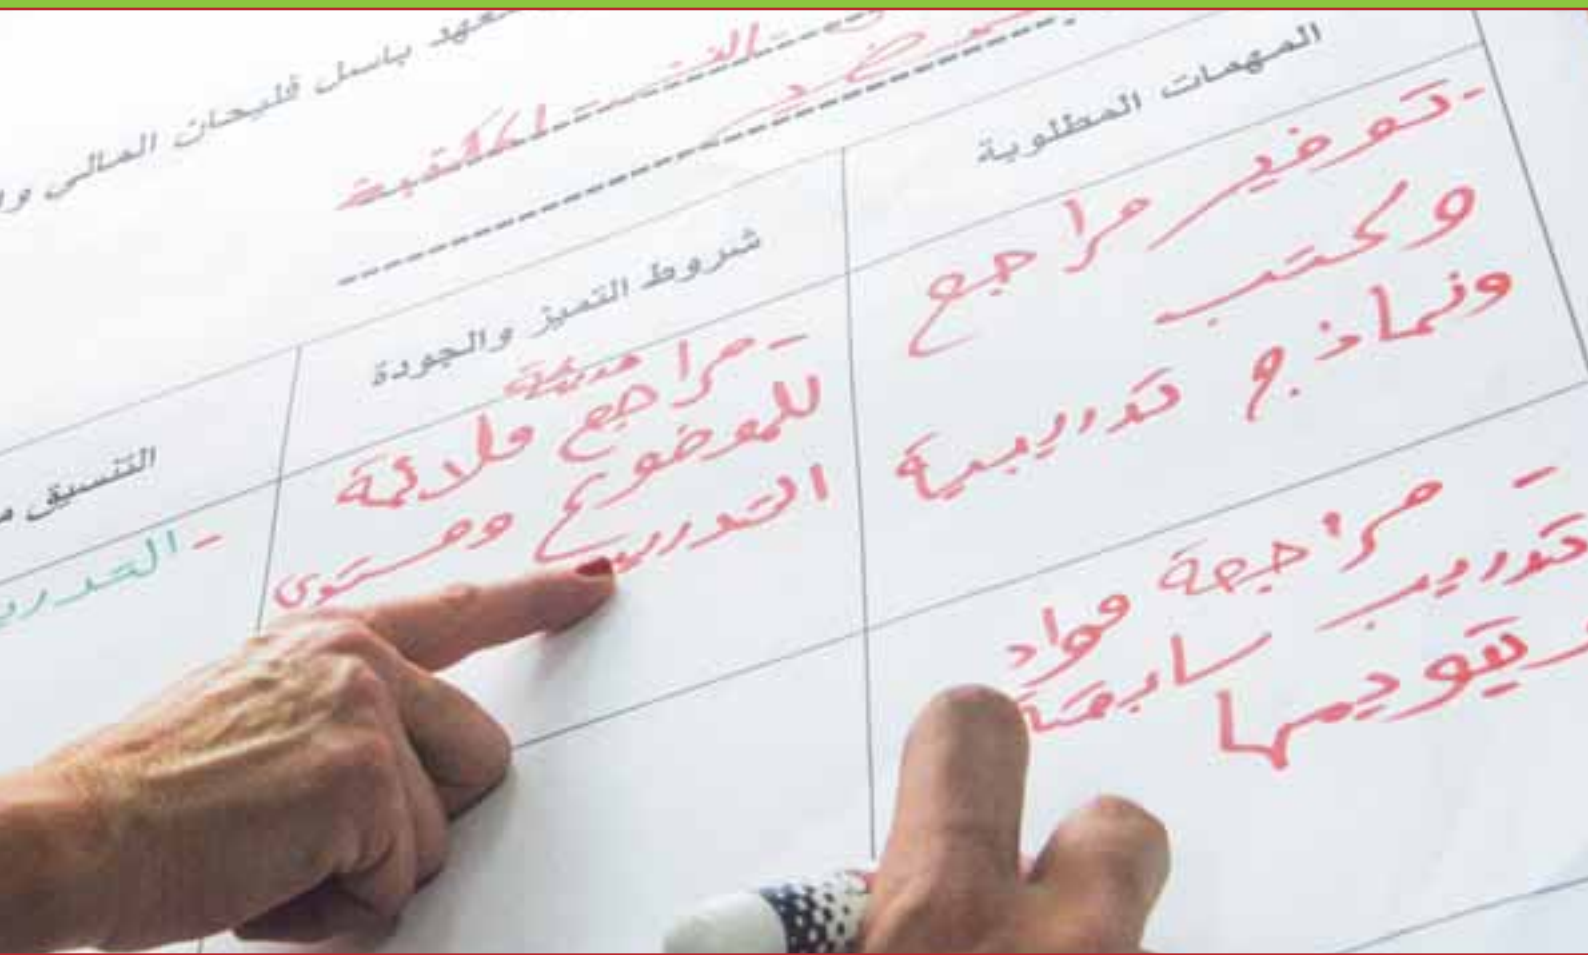 معهد باسل فليحان المالي
المكتبة
المهمات المطلوبة
- توفير مراجع
وكتب
ونماذج تدريبية
- مراجعة مواد
تدريب سابقة
وتقويمها
شروط التميز والجودة
حديثة
- مراجع ملائمة
للموضوع ومستوى
التدريب
التنسيق
- التدريب